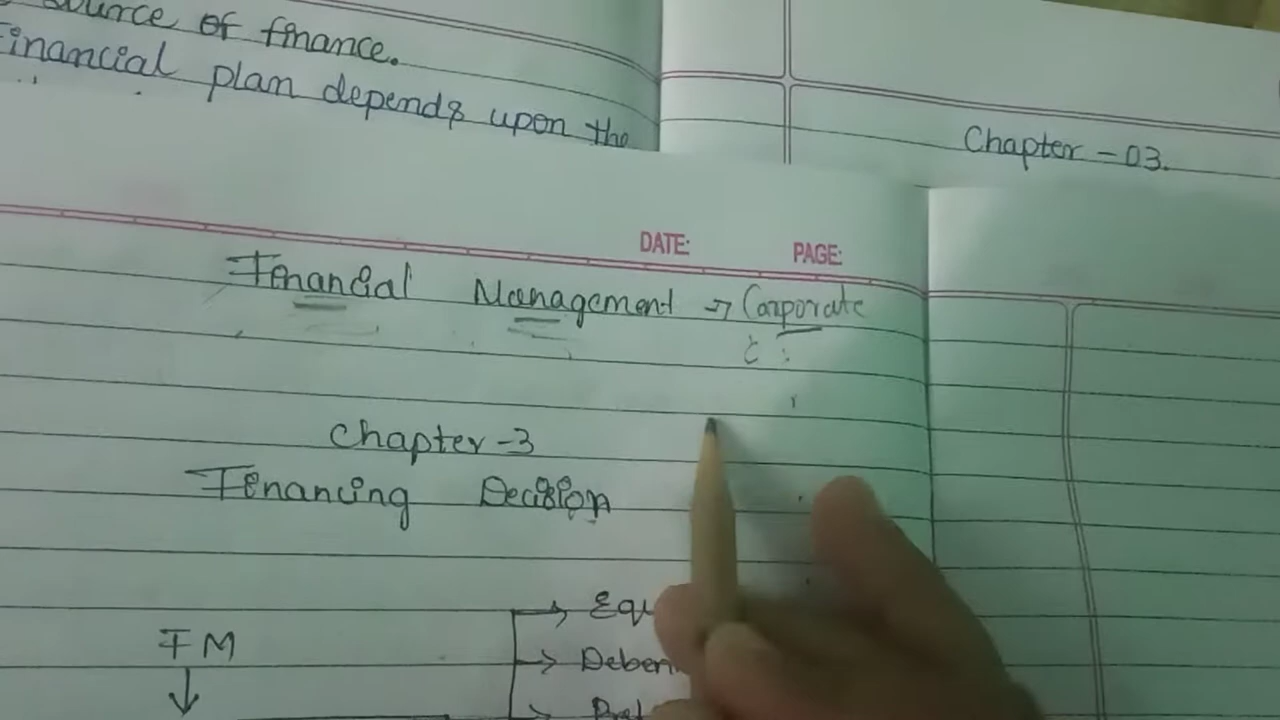 source of finance.
Financial plan depends upon the
Chapter - 03.
DATE: PAGE:
Financial Management → Corporate
Chapter-3
Financing Decision
→ Equ
FM → Deben